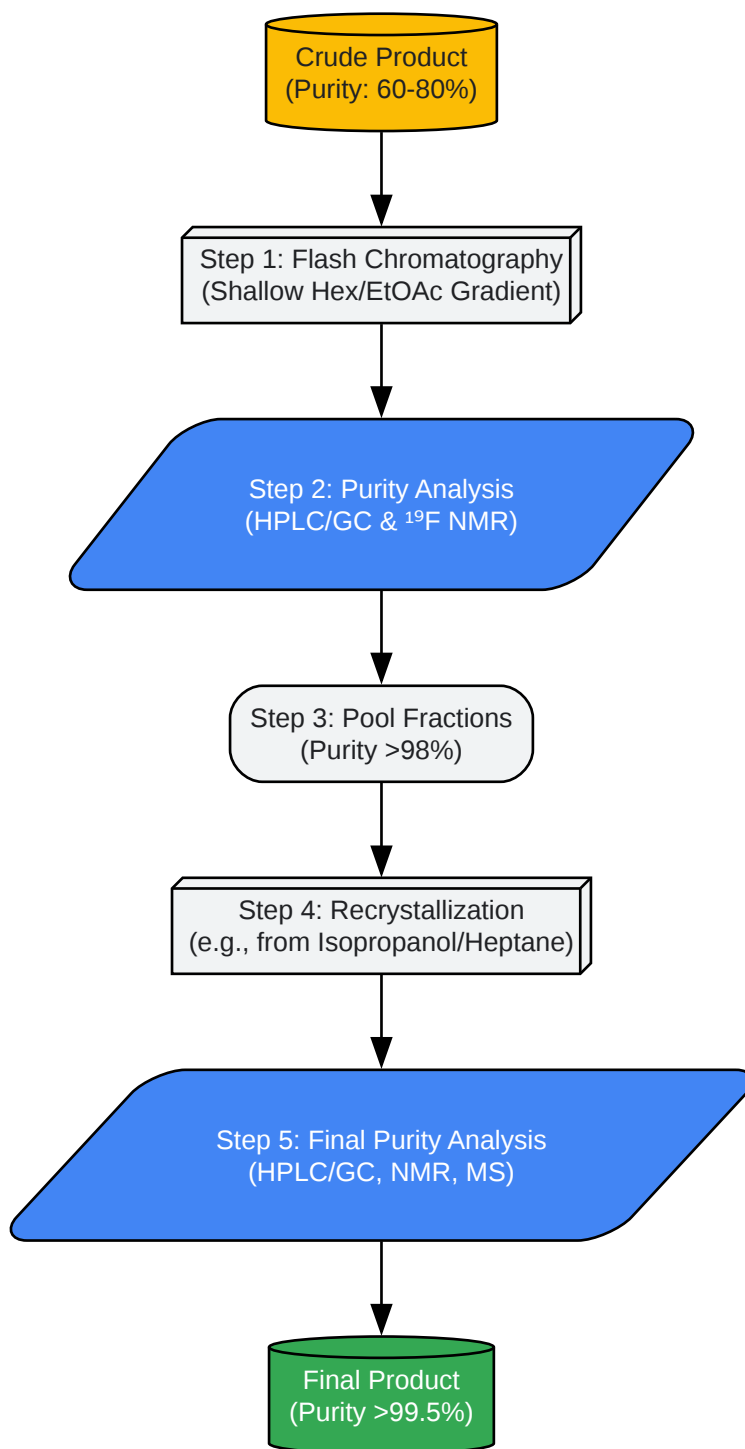 Crude Product
(Purity: 60-80%)
Step 1: Flash Chromatography
(Shallow Hex/EtOAc Gradient)
Step 2: Purity Analysis
(HPLC/GC & ¹⁹F NMR)
Step 3: Pool Fractions
(Purity >98%)
Step 4: Recrystallization
(e.g., from Isopropanol/Heptane)
Step 5: Final Purity Analysis
(HPLC/GC, NMR, MS)
Final Product
(Purity >99.5%)